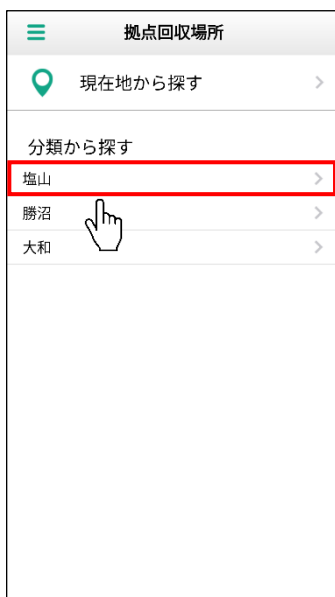 拠点回収場所
現在地から探す
分類から探す
塩山
勝沼
大和